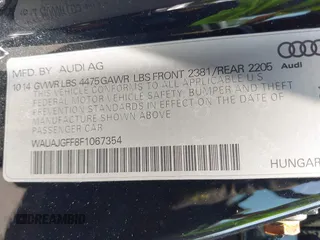 MFD. BY AUDI AG
10 14 GVWR LBS 4475 GAWR LBS FRONT 2381/REAR 2205
Audi
THIS VEHICLE CONFORMS TO ALL APPLICABLE
FEDERAL MOTOR VEHICLE SAFETY, BUMPER
AND THEFT PREVENTION STANDARDS IN
EFFECT ON THE DATE OF MANUFACTURE
SHOWN ABOVE
PASSENGER CAR
WAUAJGFF8F1067354
HUNGAR
DREAMBID